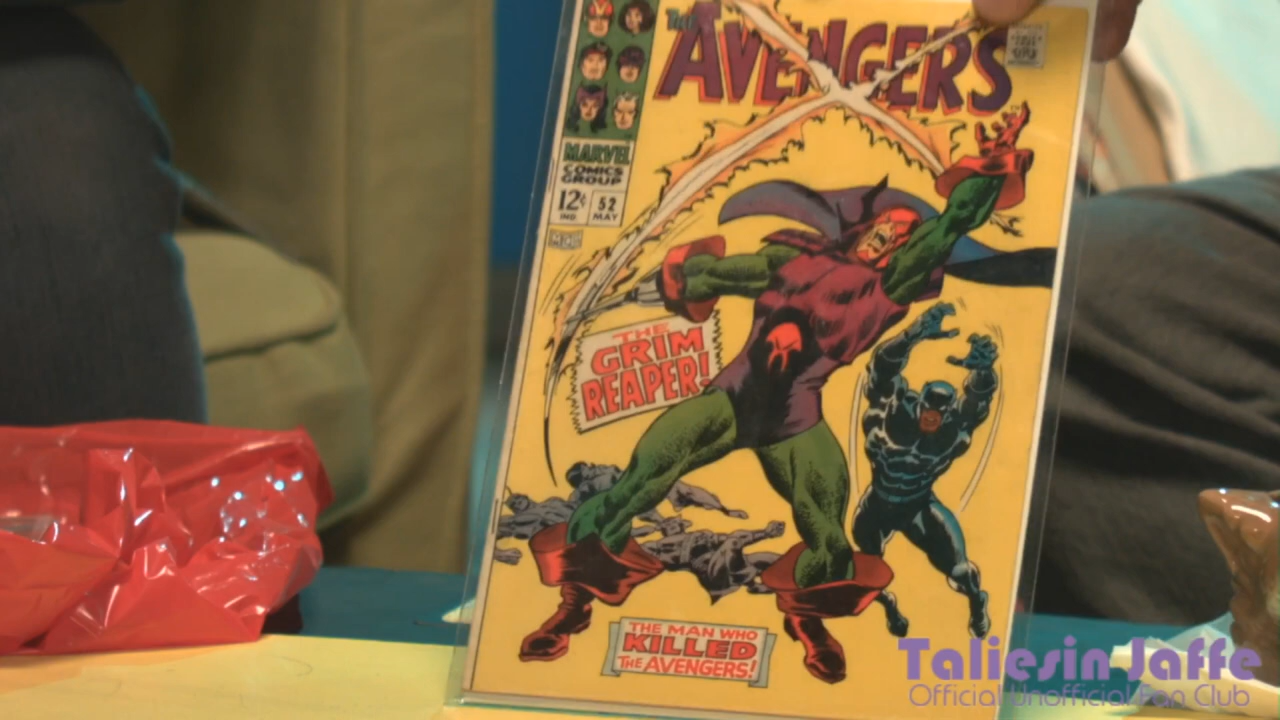 THE
AVENGERS
MARVEL
COMICS
GROUP
12¢
IND.
52
MAY
THE
GRIM
REAPER!
THE MAN WHO
KILLED
THE AVENGERS!
Taliesin Jaffe
Official Unofficial Fan Club